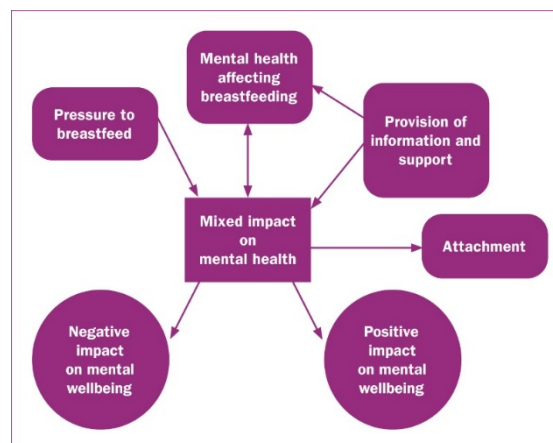 Mental health
affecting
breastfeeding
Pressure to
breastfeed
Provision of
information and
support
Mixed impact
on
mental health
Attachment
Negative
impact
on mental
wellbeing
Positive
impact
on mental
wellbeing